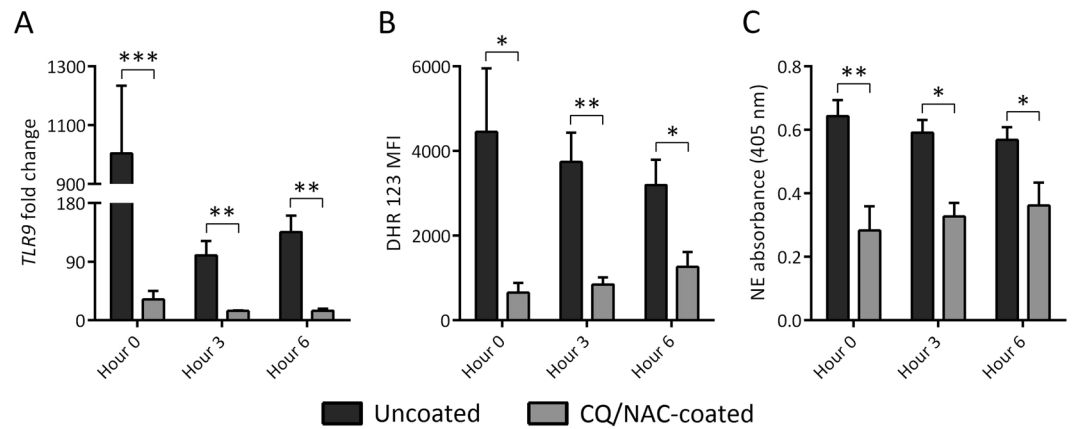 A
TLR9 fold change
1300
1100
900
180
90
0
***
**
**
Hour 0
Hour 3
Hour 6
B
DHR 123 MFI
6000
4000
2000
0
*
**
*
Hour 0
Hour 3
Hour 6
C
NE absorbance (405 nm)
0.8
0.6
0.4
0.2
0.0
**
*
*
Hour 0
Hour 3
Hour 6
Uncoated
CQ/NAC-coated